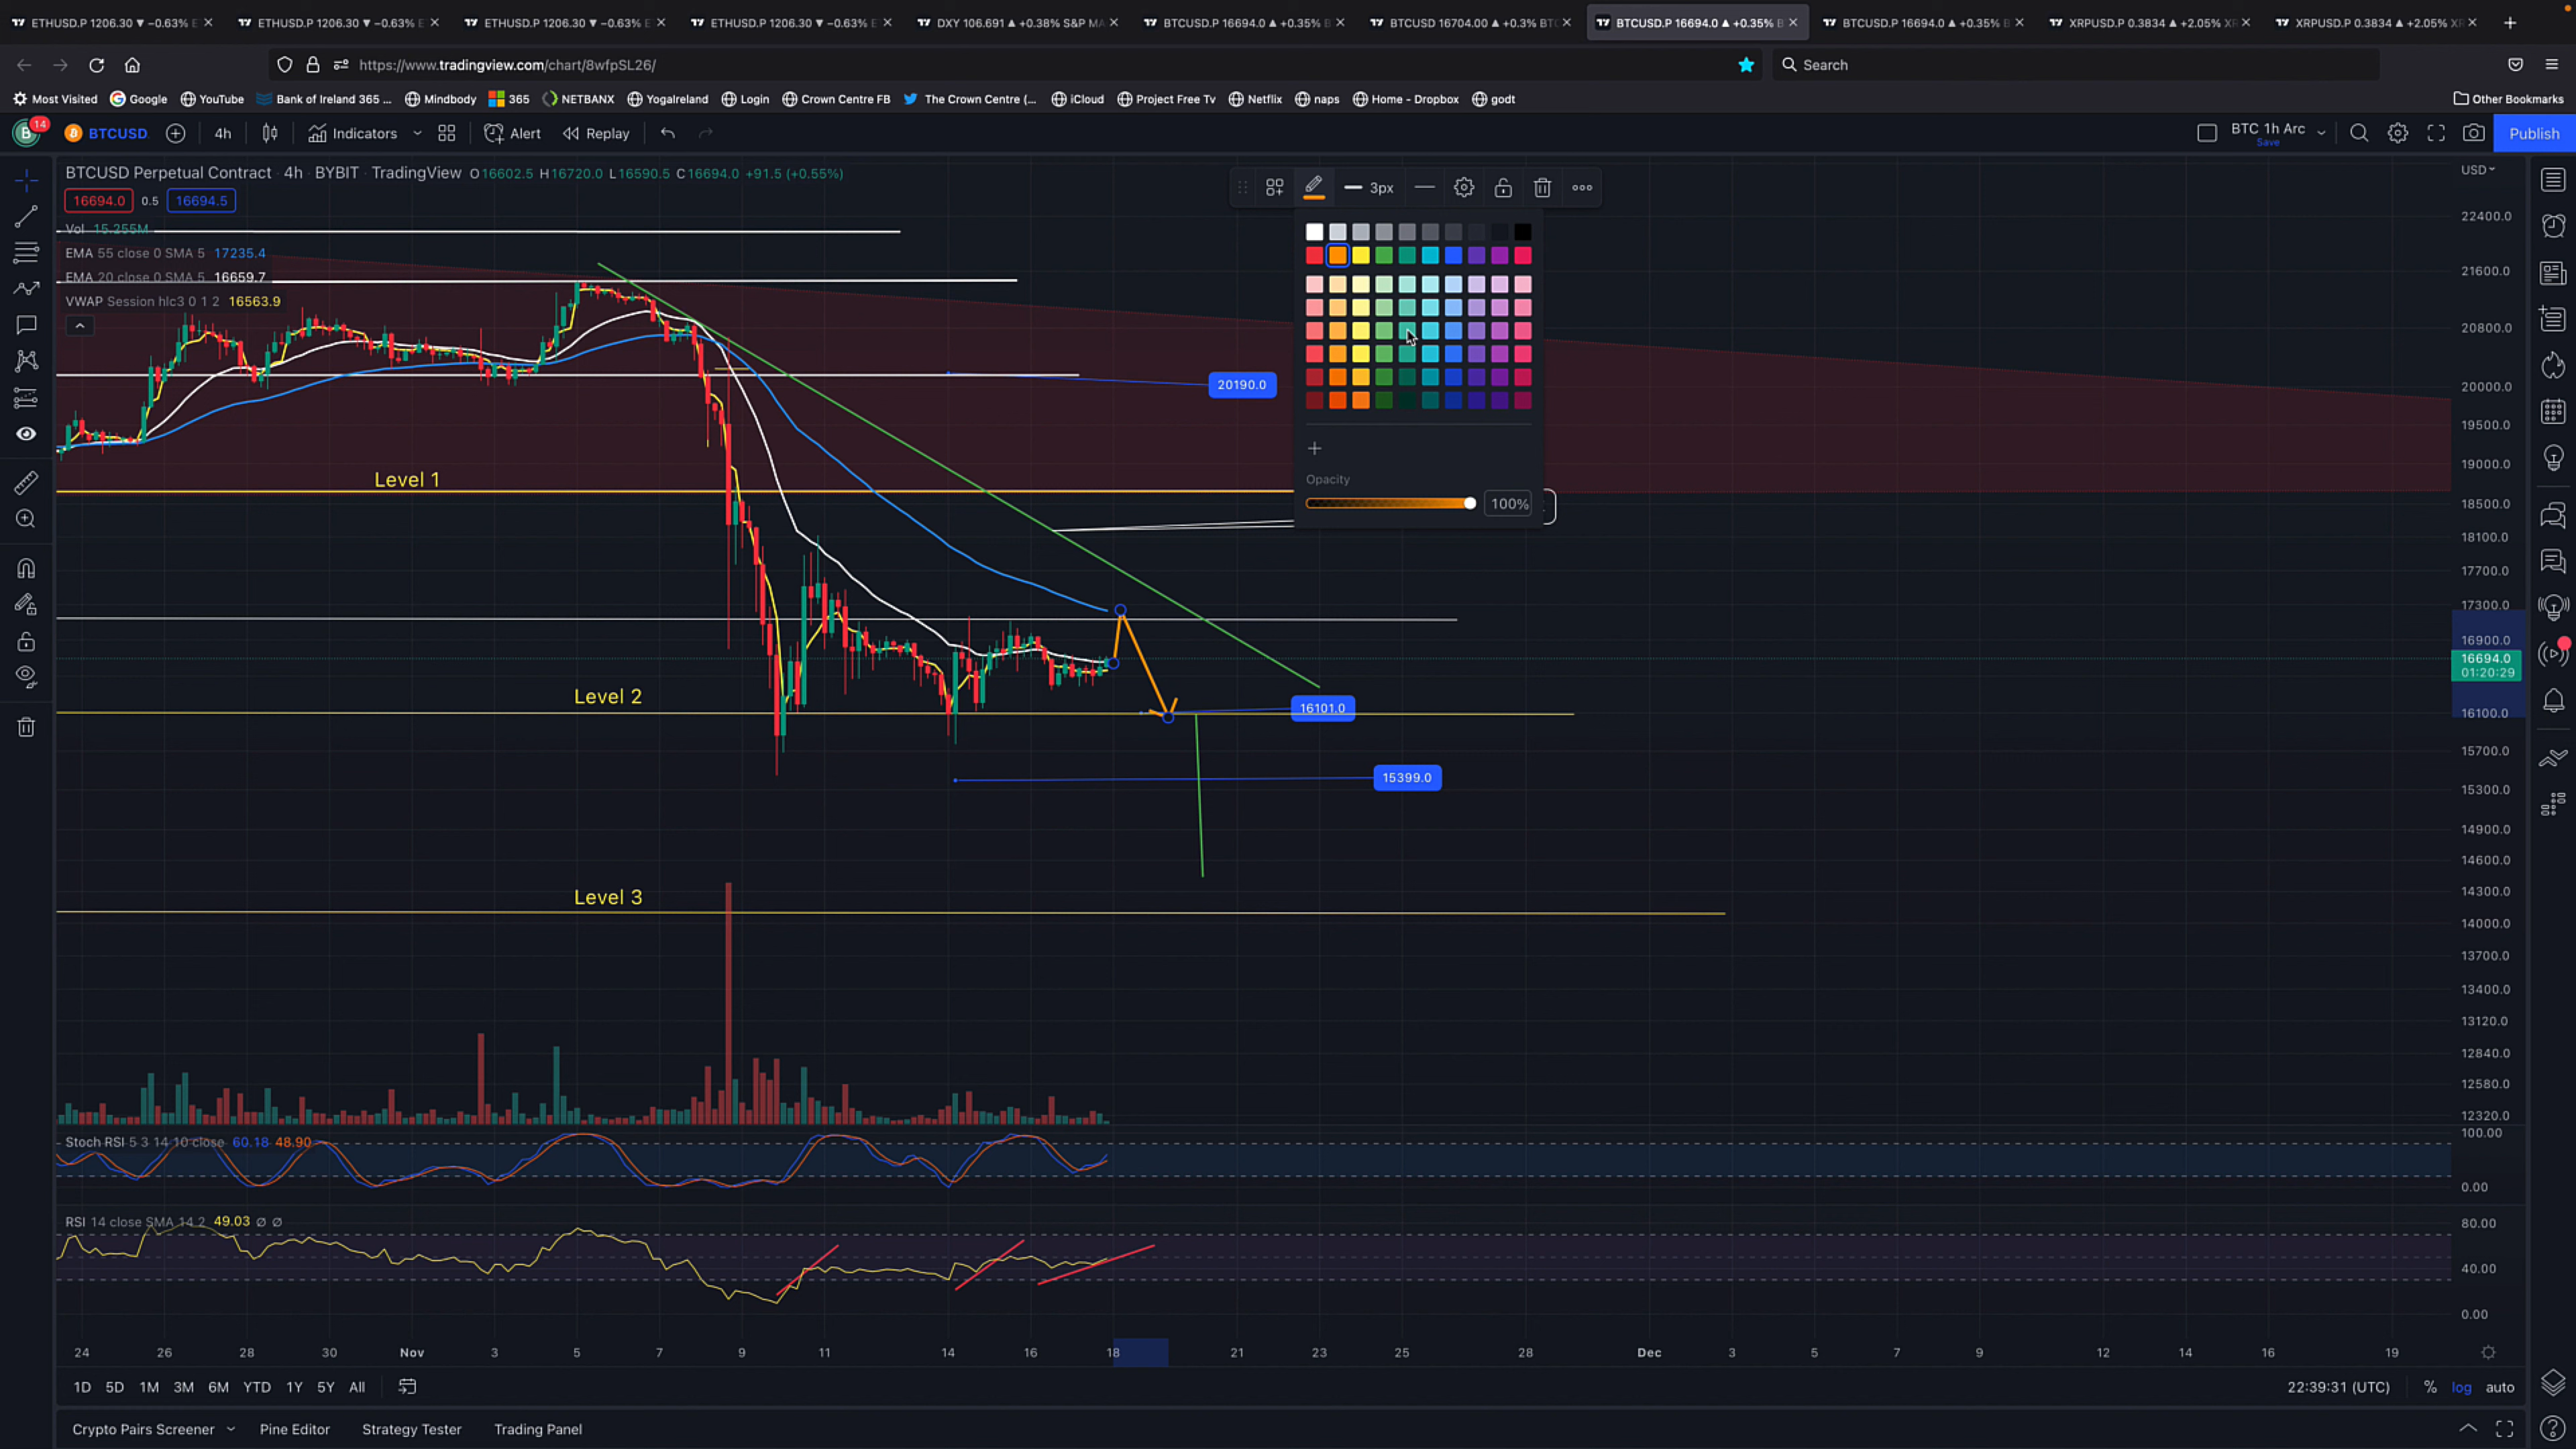 ETHUSD.P 1206.30 ▼ −0.63%
ETHUSD.P 1206.30 ▼ −0.63%
ETHUSD.P 1206.30 ▼ −0.63%
ETHUSD.P 1206.30 ▼ −0.63%
DXY 106.691 ▲ +0.38% S&P
BTCUSD.P 16694.0 ▲ +0.35%
BTCUSD 16704.00 ▲ +0.3%
BTCUSD.P 16694.0 ▲ +0.35%
BTCUSD.P 16694.0 ▲ +0.35%
XRPUSD.P 0.3834 ▲ +2.05%
XRPUSD.P 0.3834 ▲ +2.05%
https://www.tradingview.com/chart/8wfpSL26/
Search
Most Visited Google YouTube Bank of Ireland 365 ... Mindbody 365 NETBANX YogaIreland Login Crown Centre FB The Crown Centre (... iCloud Project Free Tv Netflix naps Home - Dropbox godt Other Bookmarks
B 14 BTCUSD 4h Indicators Alert Replay BTC 1h Arc Save Publish
BTCUSD Perpetual Contract · 4h · BYBIT · TradingView O16602.5 H16720.0 L16590.5 C16694.0 +91.5 (+0.55%)
16694.0 0.5 16694.5
Vol 15.255M
EMA 55 close 0 SMA 5 17235.4
EMA 20 close 0 SMA 5 16659.7
VWAP Session hlc3 0 1 2 16563.9
3px
Opacity
100%
20190.0
Level 1
Level 2
16101.0
15399.0
Level 3
USD
22400.0
21600.0
20800.0
20000.0
19500.0
19000.0
18500.0
18100.0
17700.0
17300.0
16900.0
16694.0
01:20:29
16100.0
15700.0
15300.0
14900.0
14600.0
14300.0
14000.0
13700.0
13400.0
13120.0
12840.0
12580.0
12320.0
Stoch RSI 5 3 14 10 close 60.18 48.90
100.00
0.00
RSI 14 close SMA 14 2 49.03 ∅ ∅
80.00
40.00
0.00
24 26 28 30 Nov 3 5 7 9 11 14 16 18 21 23 25 28 Dec 3 5 7 9 12 14 16 19
1D 5D 1M 3M 6M YTD 1Y 5Y All
22:39:31 (UTC) % log auto
Crypto Pairs Screener Pine Editor Strategy Tester Trading Panel